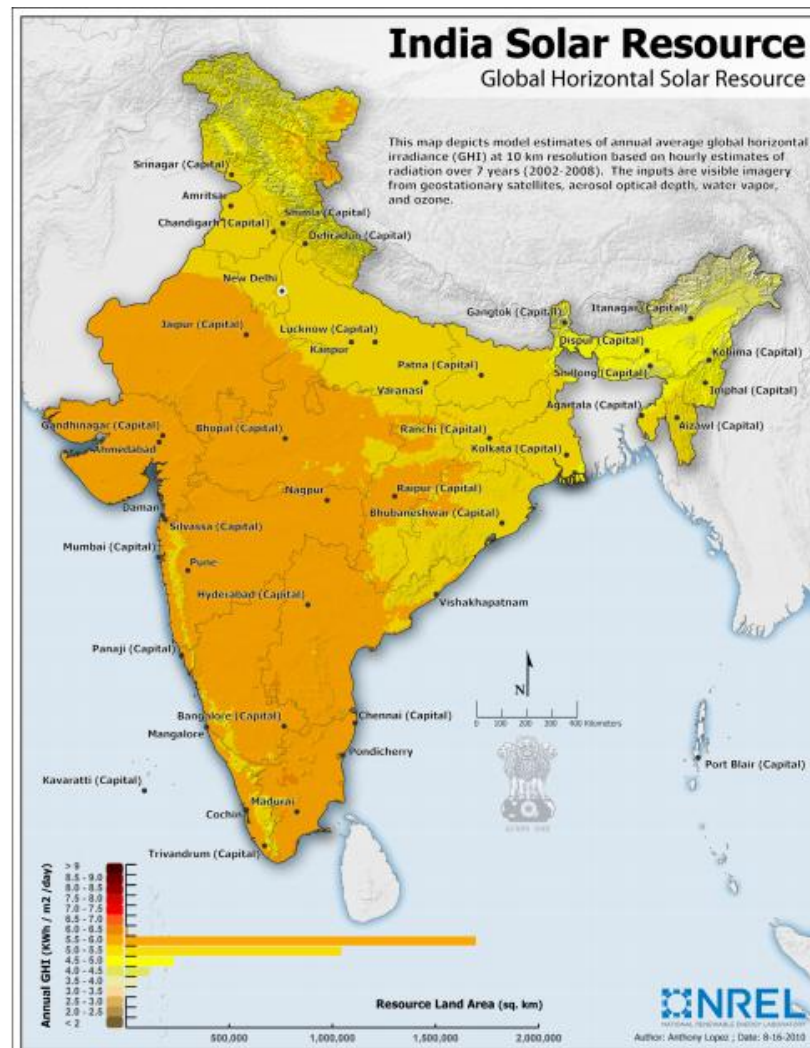 India Solar Resource
Global Horizontal Solar Resource
This map depicts model estimates of annual average global horizontal
irradiance (GHI) at 10 km resolution based on hourly estimates of
radiation over 7 years (2002-2008). The inputs are visible imagery
from geostationary satellites, aerosol optical depth, water vapor,
and ozone.
Srinagar (Capital)
Amritsar
Shimla (Capital)
Chandigarh (Capital)
Dehradun (Capital)
New Delhi
Gangtok (Capital)
Itanagar (Capital)
Jaipur (Capital)
Lucknow (Capital)
Kanpur
Dispur (Capital)
Kohima (Capital)
Patna (Capital)
Shillong (Capital)
Varanasi
Imphal (Capital)
Agartala (Capital)
Aizawl (Capital)
Gandhinagar (Capital)
Ahmedabad
Bhopal (Capital)
Ranchi (Capital)
Kolkata (Capital)
Nagpur
Raipur (Capital)
Daman
Bhubaneshwar (Capital)
Silvassa (Capital)
Mumbai (Capital)
Pune
Hyderabad (Capital)
Vishakhapatnam
Panaji (Capital)
N
0 100 200 300 400 Kilometers
Bangalore (Capital)
Chennai (Capital)
Mangalore
Pondicherry
Port Blair (Capital)
Kavaratti (Capital)
Madurai
Cochin
Trivandrum (Capital)
Annual GHI (KWh / m2 /day)
> 9
8.5 - 9.0
8.0 - 8.5
7.5 - 8.0
7.0 - 7.5
6.5 - 7.0
6.0 - 6.5
5.5 - 6.0
5.0 - 5.5
4.5 - 5.0
4.0 - 4.5
3.5 - 4.0
3.0 - 3.5
2.5 - 3.0
2.0 - 2.5
< 2
Resource Land Area (sq. km)
500,000 1,000,000 1,500,000 2,000,000
NREL
NATIONAL RENEWABLE ENERGY LABORATORY
Author: Anthony Lopez ; Date: 8-16-2010